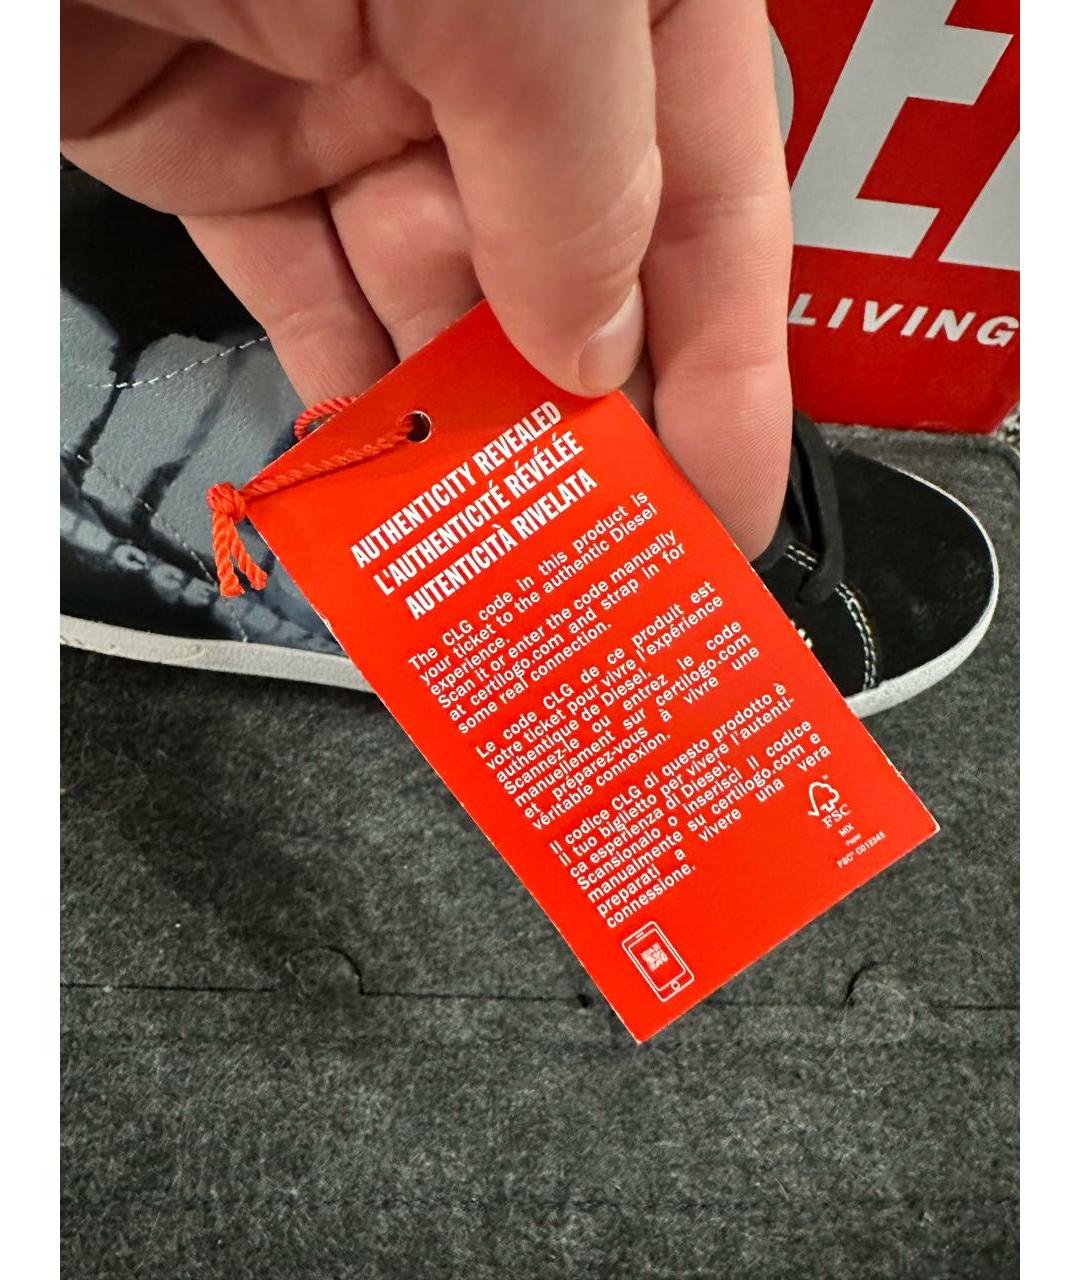 LIVING
AUTHENTICITY REVEALED
L'AUTHENTICITÉ RÉVÉLÉE
AUTENTICITÀ RIVELATA
The CLG code in this product is
your ticket to the authentic Diesel
experience.
Scan it or enter the code manually
at certilogo.com and strap in for
some real connection.
Le code CLG de ce produit est
votre ticket pour vivre l'expérience
authentique de Diesel.
Scannez-le ou entrez le code
manuellement sur certilogo.com
et préparez-vous à vivre une
véritable connexion.
Il codice CLG di questo prodotto è
il tuo biglietto per vivere l'autenti-
ca esperienza di Diesel.
Scansionalo o inserisci il codice
manualmente su certilogo.com e
preparati a vivere una vera
connessione.
FSC
MIX
Paper
FSC™ C012345